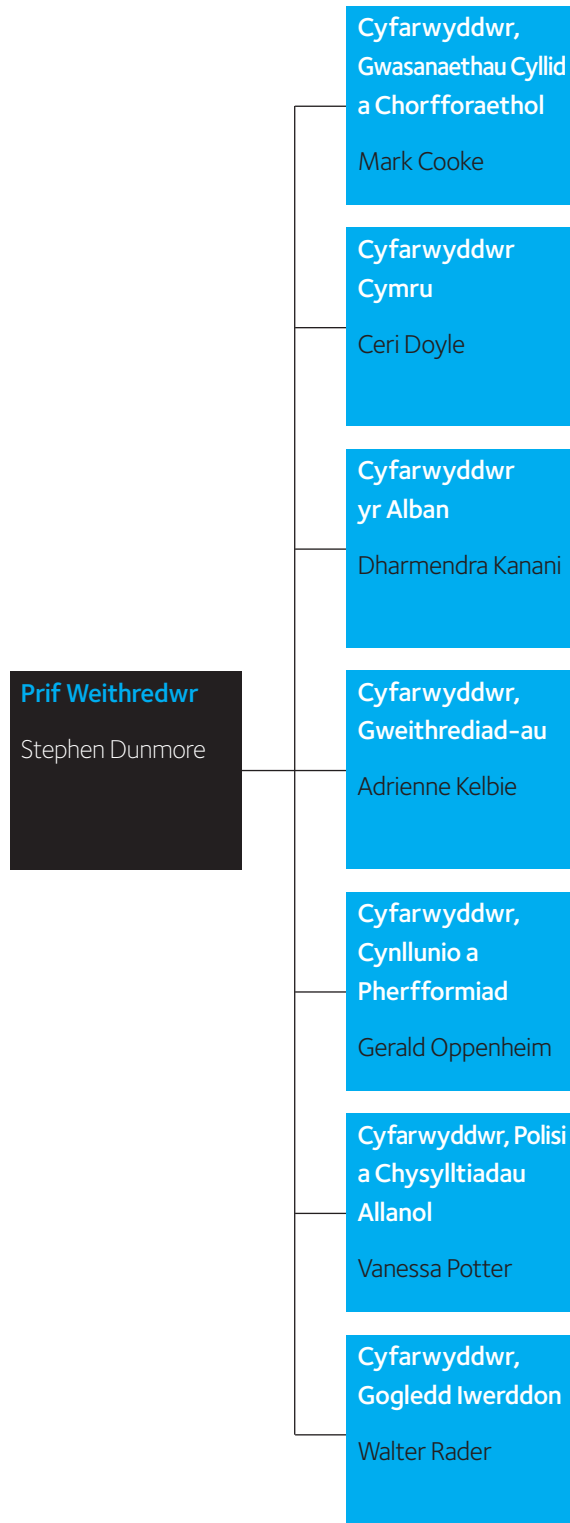 Cyfarwyddwr,
Gwasanaethau Cyllid
a Chorfforaethol
Mark Cooke
Cyfarwyddwr
Cymru
Ceri Doyle
Cyfarwyddwr
yr Alban
Dharmendra Kanani
Prif Weithredwr
Stephen Dunmore
Cyfarwyddwr,
Gweithrediad-au
Adrienne Kelbie
Cyfarwyddwr,
Cynllunio a
Pherfformiad
Gerald Oppenheim
Cyfarwyddwr, Polisi
a Chysylltiadau
Allanol
Vanessa Potter
Cyfarwyddwr,
Gogledd Iwerddon
Walter Rader